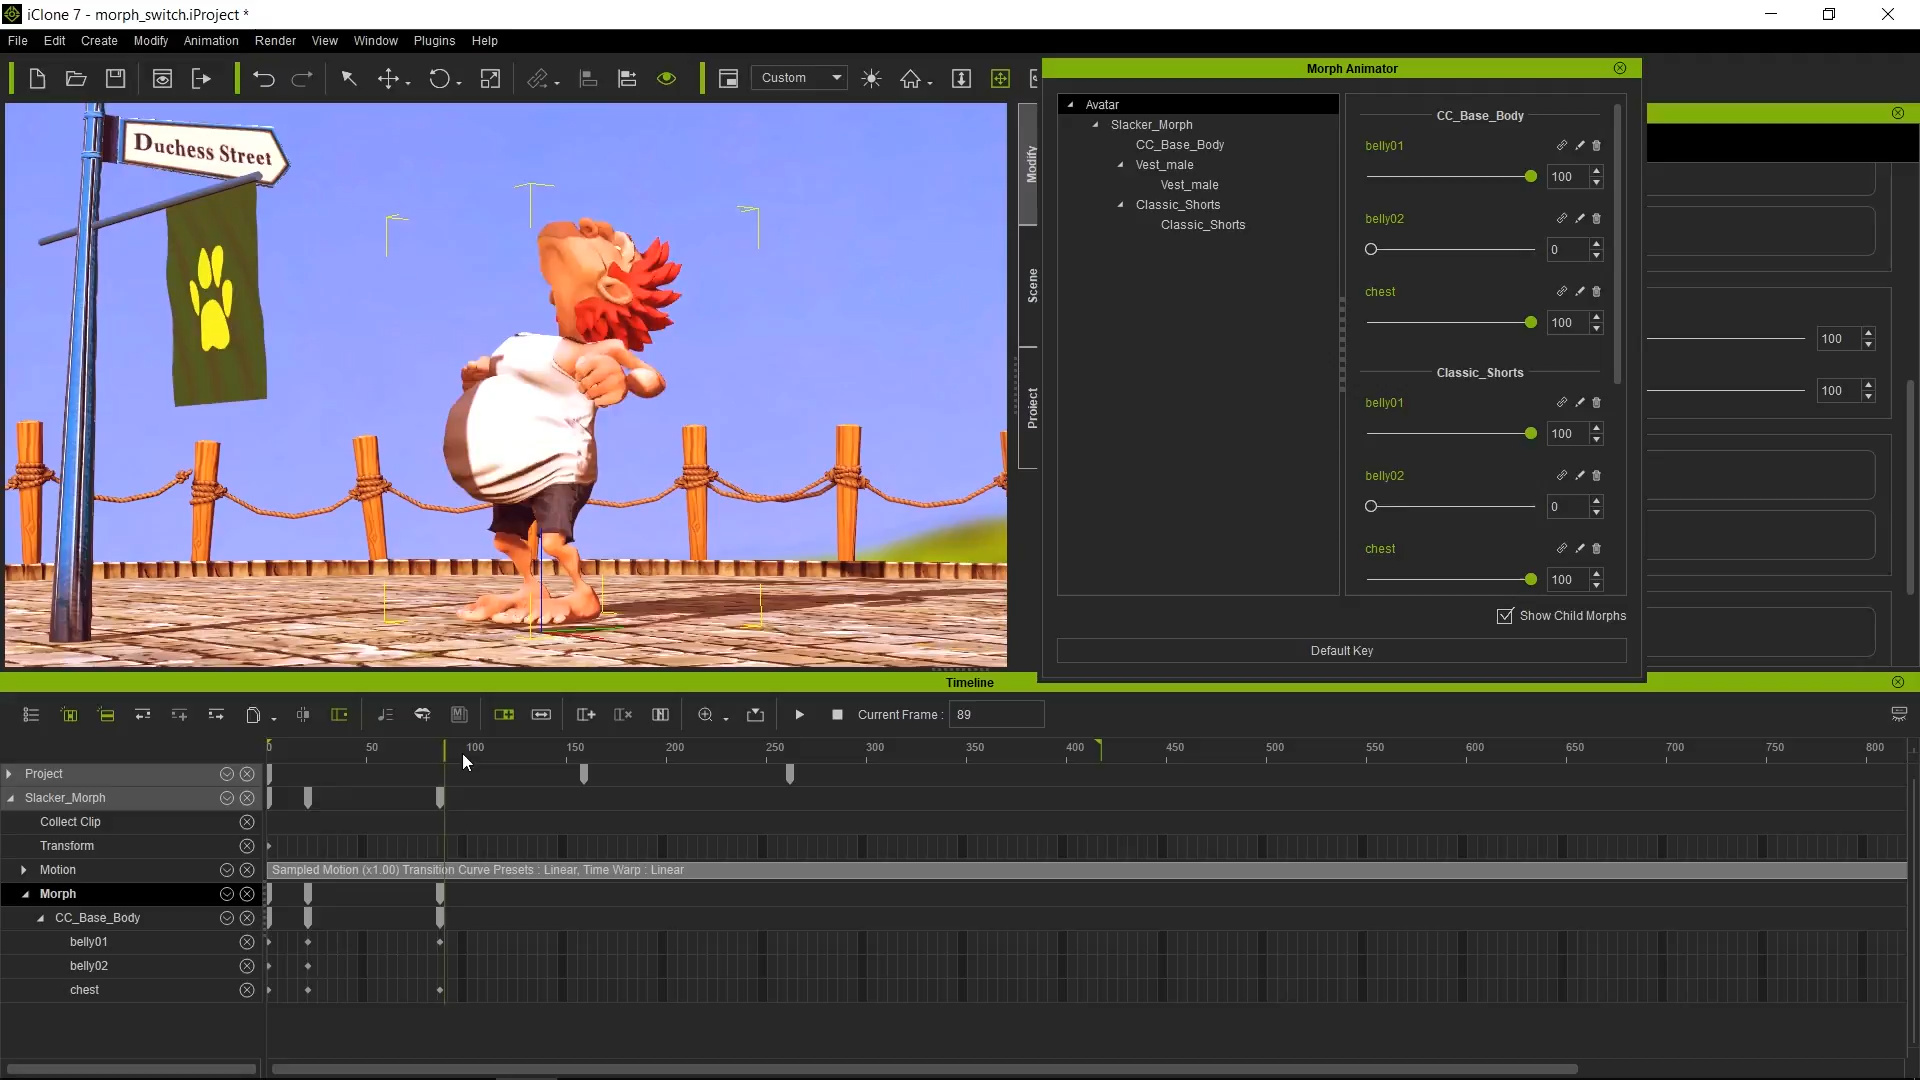 iClone 7 - morph_switch.iProject *
File Edit Create Modify Animation Render View Window Plugins Help
Custom
Morph Animator
Duchess Street
Modify
Scene
Project
Avatar
Slacker_Morph
CC_Base_Body
Vest_male
Vest_male
Classic_Shorts
Classic_Shorts
CC_Base_Body
belly01
100
belly02
0
chest
100
Classic_Shorts
belly01
100
belly02
0
chest
100
100
100
Show Child Morphs
Default Key
Timeline
Current Frame : 89
0 50 100 150 200 250 300 350 400 450 500 550 600 650 700 750 800
Project
Slacker_Morph
Collect Clip
Transform
Motion
Sampled Motion (x1.00) Transition Curve Presets : Linear, Time Warp : Linear
Morph
CC_Base_Body
belly01
belly02
chest